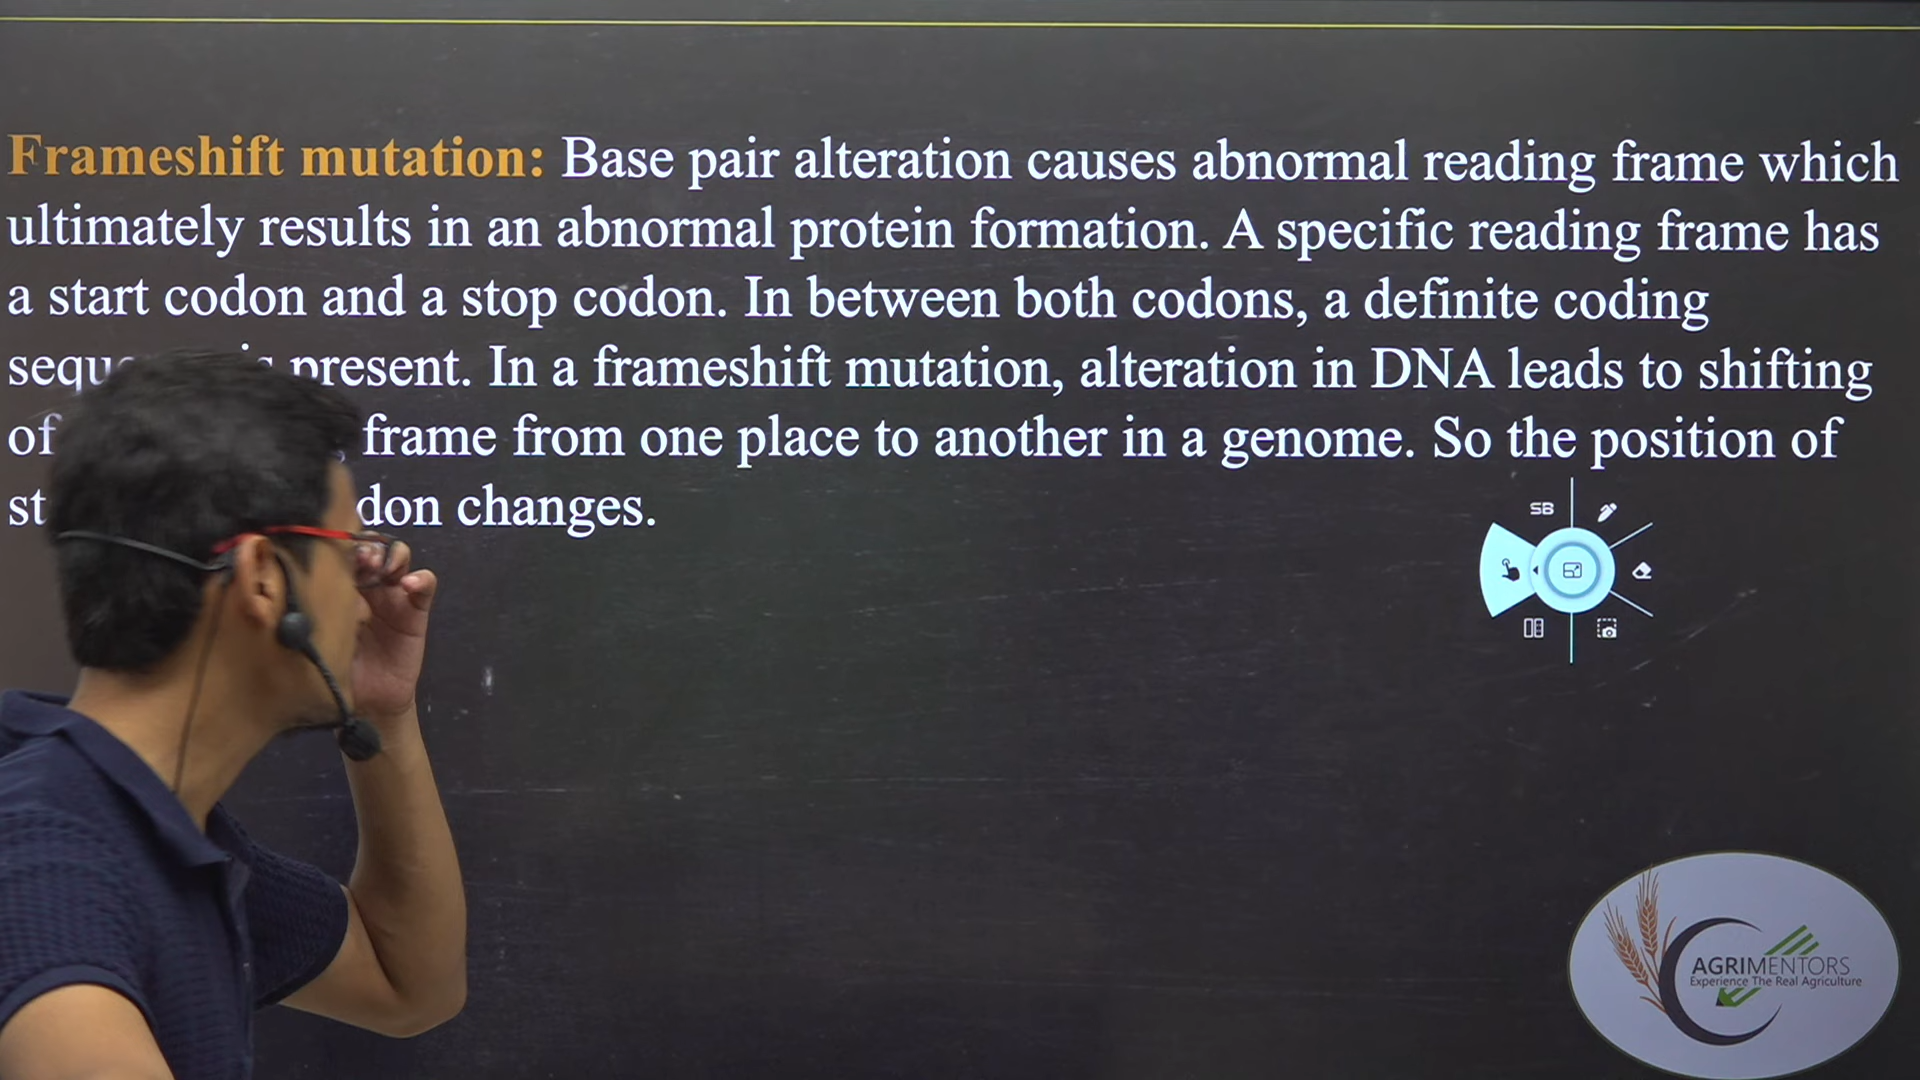 Frameshift mutation: Base pair alteration causes abnormal reading frame which
ultimately results in an abnormal protein formation. A specific reading frame has
a start codon and a stop codon. In between both codons, a definite coding
present. In a frameshift mutation, alteration in DNA leads to shifting
of frame from one place to another in a genome. So the position of
changes.
SB
AGRIMENTORS
Experience The Real Agriculture